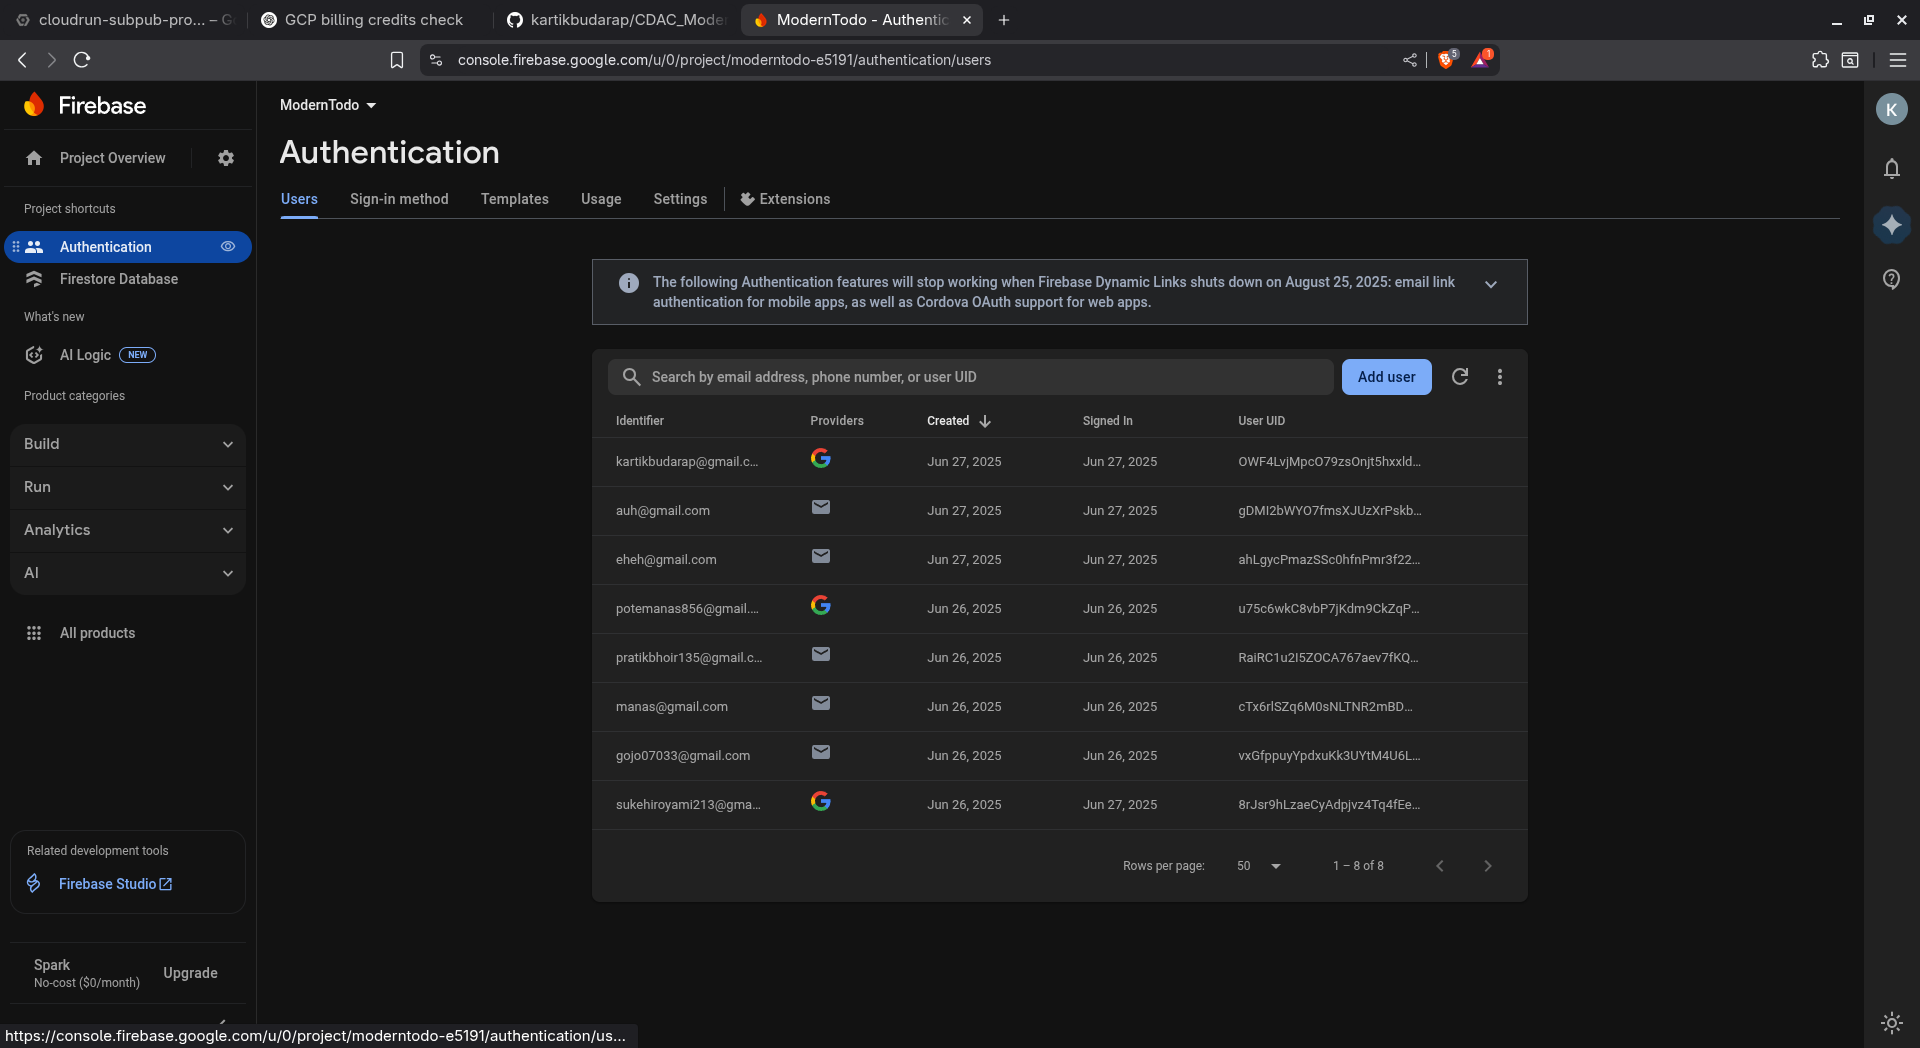 cloudrun-subpub-pro... – G
GCP billing credits check
kartikbudarap/CDAC_Moder
ModernTodo - Authentic
console.firebase.google.com/u/0/project/moderntodo-e5191/authentication/users
5
1
Firebase
Project Overview
Project shortcuts
Authentication
Firestore Database
What's new
AI Logic NEW
Product categories
Build
Run
Analytics
AI
All products
Related development tools
Firebase Studio
Spark
No-cost ($0/month)
Upgrade
https://console.firebase.google.com/u/0/project/moderntodo-e5191/authentication/us...
ModernTodo
Authentication
Users Sign-in method Templates Usage Settings Extensions
The following Authentication features will stop working when Firebase Dynamic Links shuts down on August 25, 2025: email link
authentication for mobile apps, as well as Cordova OAuth support for web apps.
Search by email address, phone number, or user UID
Add user
Identifier Providers Created Signed In User UID
kartikbudarap@gmail.c... Jun 27, 2025 Jun 27, 2025 OWF4LvjMpcO79zsOnjt5hxxld...
auh@gmail.com Jun 27, 2025 Jun 27, 2025 gDMI2bWYO7fmsXJUzXrPskb...
eheh@gmail.com Jun 27, 2025 Jun 27, 2025 ahLgycPmazSSc0hfnPmr3f22...
potemanas856@gmail.... Jun 26, 2025 Jun 26, 2025 u75c6wkC8vbP7jKdm9CkZqP...
pratikbhoir135@gmail.c... Jun 26, 2025 Jun 26, 2025 RaiRC1u2I5ZOCA767aev7fKQ...
manas@gmail.com Jun 26, 2025 Jun 26, 2025 cTx6rlSZq6M0sNLTNR2mBD...
gojo07033@gmail.com Jun 26, 2025 Jun 26, 2025 vxGfppuyYpdxuKk3UYtM4U6L...
sukehiroyami213@gma... Jun 26, 2025 Jun 27, 2025 8rJsr9hLzaeCyAdpjvz4Tq4fEe...
Rows per page: 50 1 – 8 of 8
K